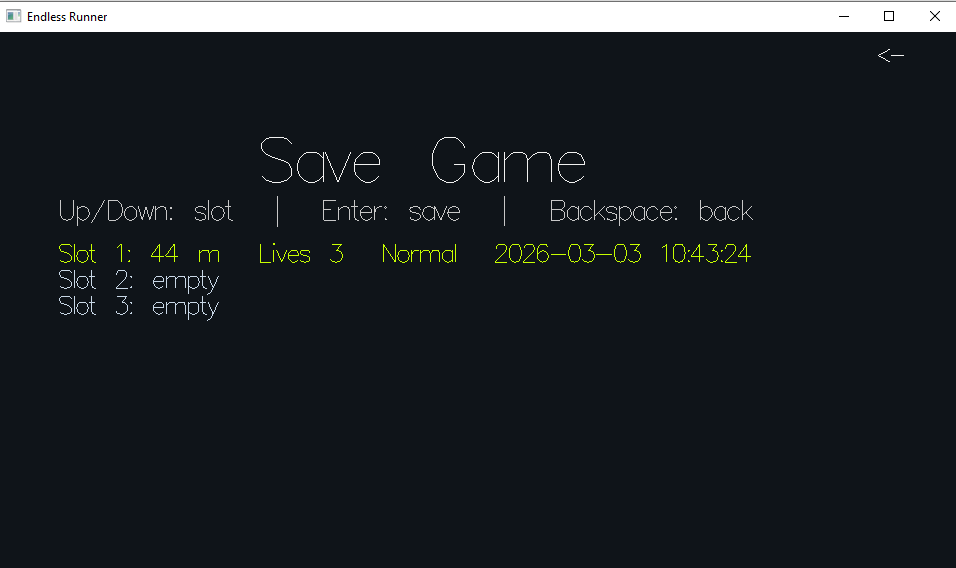 Endless Runner
<-
Save Game
Up/Down: slot | Enter: save | Backspace: back
Slot 1: 44 m Lives 3 Normal 2026-03-03 10:43:24
Slot 2: empty
Slot 3: empty